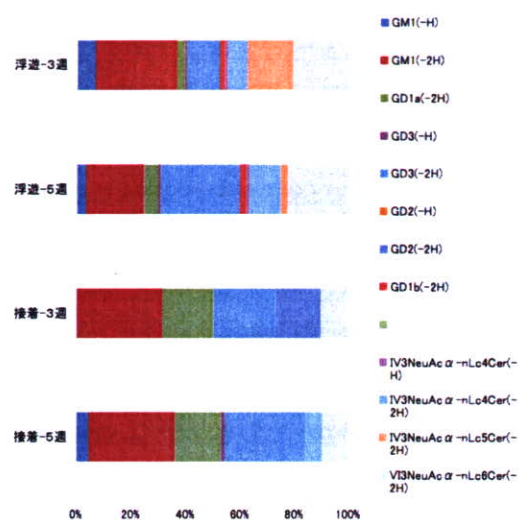 浮遊-3週
浮遊-5週
接着-3週
接着-5週
0% 20% 40% 60% 80% 100%
GM1(-H)
GM1(-2H)
GD1a(-2H)
GD3(-H)
GD3(-2H)
GD2(-H)
GD2(-2H)
GD1b(-2H)
IV3NeuAcα-nLc4Cer(-
H)
IV3NeuAcα-nLc4Cer(-
2H)
IV3NeuAcα-nLc5Cer(-
2H)
VI3NeuAcα-nLc6Cer(-
2H)